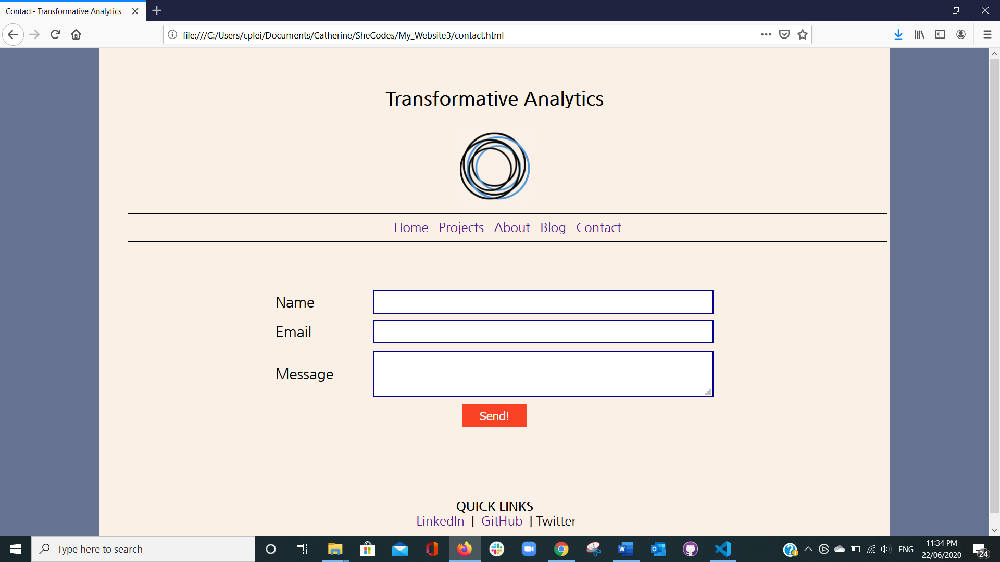 Contact- Transformative Analytics
file:///C:/Users/cplei/Documents/Catherine/SheCodes/My_Website3/contact.html
Transformative Analytics
Home Projects About Blog Contact
Name
Email
Message
Send!
QUICK LINKS
LinkedIn | GitHub | Twitter
Type here to search
ENG
11:34 PM
22/06/2020
24